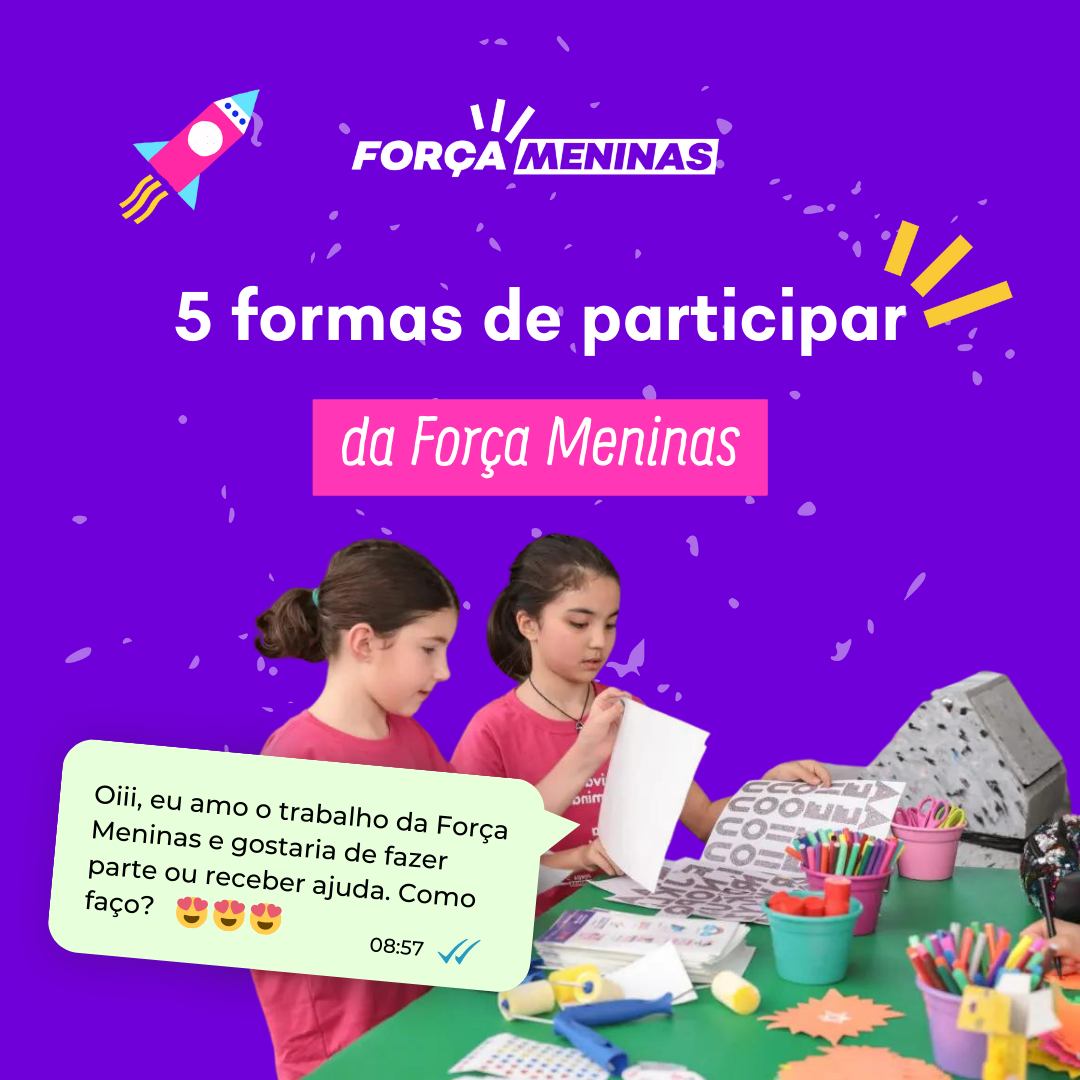 FORÇA MENINAS
5 formas de participar
da Força Meninas
Oiii, eu amo o trabalho da Força
Meninas e gostaria de fazer
parte ou receber ajuda. Como
faço? 😍😍😍
08:57